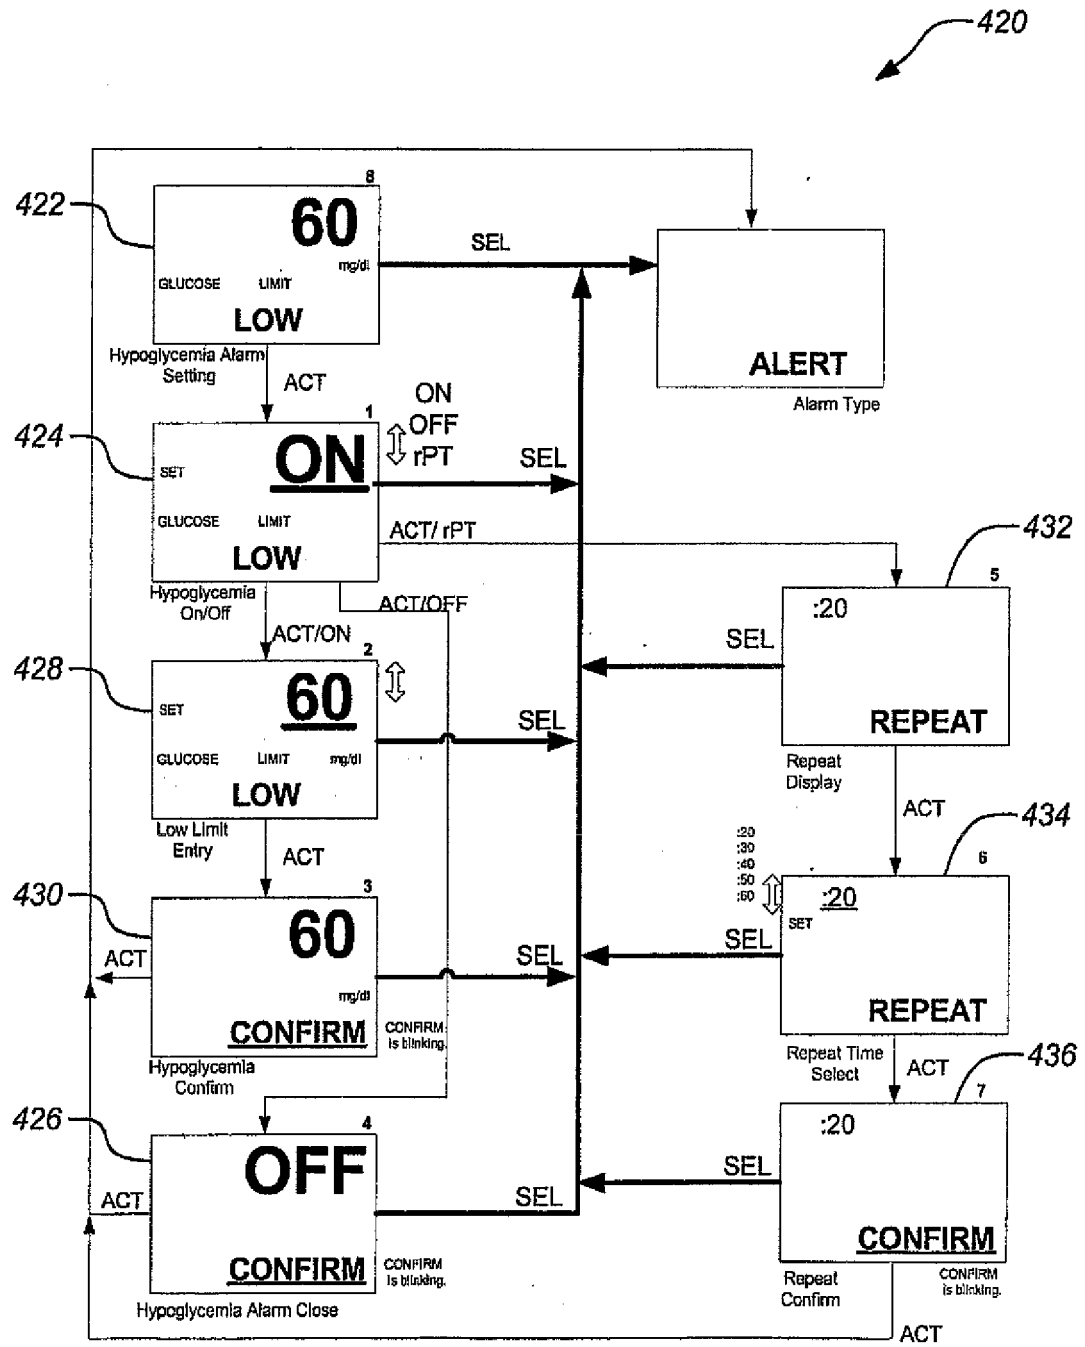 420
8
422
60
SEL
mg/dl
GLUCOSE LIMIT
LOW
Hypoglycemia Alarm
Setting
ALERT
Alarm Type
ACT
1
ON
OFF
rPT
424
ON
SET
SEL
GLUCOSE LIMIT
LOW
ACT/ rPT
432
Hypoglycemia
On/Off
ACT/OFF
ACT/ON
5
:20
SEL
REPEAT
Repeat
Display
2
428
60
SET
SEL
GLUCOSE LIMIT mg/dl
LOW
Low Limit
Entry
ACT
ACT
434
:20
:30
:40
:50
:60
6
:20
SET
SEL
REPEAT
Repeat Time
Select
ACT
436
3
430
60
ACT
SEL
mg/dl
CONFIRM
CONFIRM
is blinking.
Hypoglycemia
Confirm
7
:20
SEL
CONFIRM
CONFIRM
is blinking.
Repeat
Confirm
ACT
4
426
OFF
ACT
SEL
CONFIRM
CONFIRM
is blinking.
Hypoglycemia Alarm Close